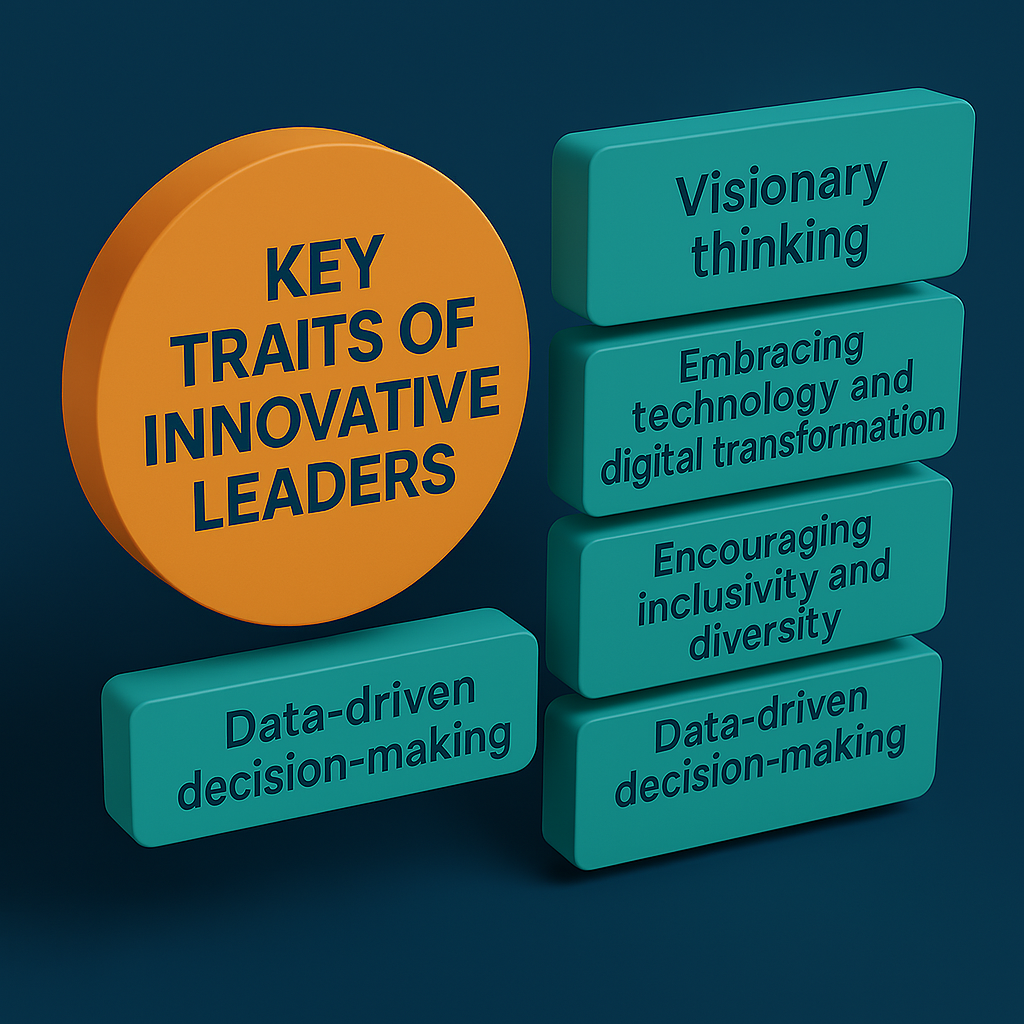 KEY
TRAITS OF
INNOVATIVE
LEADERS
Visionary
thinking
Embracing
technology and
digital transformation
Encouraging
inclusivity and
diversity
Data-driven
decision-making
Data-driven
decision-making